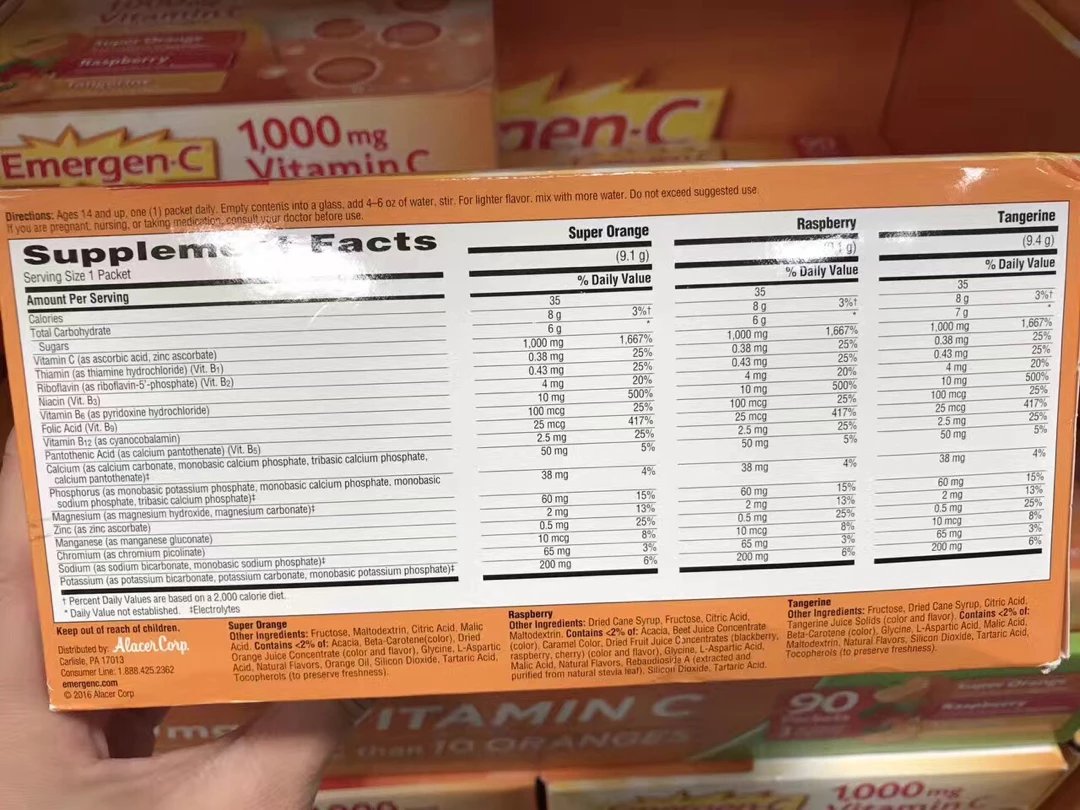 Vitamin C
Super Orange
Raspberry
Tangerine
Emergen-C
1,000 mg
Vitamin C
gen-C
Directions: Ages 14 and up, one (1) packet daily. Empty contents into a glass, add 4–6 oz of water, stir. For lighter flavor, mix with more water. Do not exceed suggested use.
If you are pregnant, nursing, or taking medication, consult your doctor before use.
Supplem Facts
Serving Size 1 Packet
Super Orange Raspberry Tangerine
(9.1 g) (9.4 g)
Amount Per Serving % Daily Value % Daily Value % Daily Value
Calories 35 35 35
Total Carbohydrate 8 g 3%† 8 g 3%† 8 g 3%†
Sugars 6 g * 6 g * 7 g *
Vitamin C (as ascorbic acid, zinc ascorbate) 1,000 mg 1,667% 1,000 mg 1,667% 1,000 mg 1,667%
Thiamin (as thiamine hydrochloride) (Vit. B1) 0.38 mg 25% 0.38 mg 25% 0.38 mg 25%
Riboflavin (as riboflavin-5'-phosphate) (Vit. B2) 0.43 mg 25% 0.43 mg 25% 0.43 mg 25%
Niacin (Vit. B3) 4 mg 20% 4 mg 20% 4 mg 20%
Vitamin B6 (as pyridoxine hydrochloride) 10 mg 500% 10 mg 500% 10 mg 500%
Folic Acid (Vit. B9) 100 mcg 25% 100 mcg 25% 100 mcg 25%
Vitamin B12 (as cyanocobalamin) 25 mcg 417% 25 mcg 417% 25 mcg 417%
Pantothenic Acid (as calcium pantothenate) (Vit. B5) 2.5 mg 25% 2.5 mg 25% 2.5 mg 25%
Calcium (as calcium carbonate, monobasic calcium phosphate, tribasic calcium phosphate, 50 mg 5% 50 mg 5% 50 mg 5%
calcium pantothenate)‡
Phosphorus (as monobasic potassium phosphate, monobasic calcium phosphate, monobasic 38 mg 4% 38 mg 4% 38 mg 4%
sodium phosphate, tribasic calcium phosphate)‡
Magnesium (as magnesium hydroxide, magnesium carbonate)‡ 60 mg 15% 60 mg 15% 60 mg 15%
Zinc (as zinc ascorbate) 2 mg 13% 2 mg 13% 2 mg 13%
Manganese (as manganese gluconate) 0.5 mg 25% 0.5 mg 25% 0.5 mg 25%
Chromium (as chromium picolinate) 10 mcg 8% 10 mcg 8% 10 mcg 8%
Sodium (as sodium bicarbonate, monobasic sodium phosphate)‡ 65 mg 3% 65 mg 3% 65 mg 3%
Potassium (as potassium bicarbonate, potassium carbonate, monobasic potassium phosphate)‡ 200 mg 6% 200 mg 6% 200 mg 6%
† Percent Daily Values are based on a 2,000 calorie diet.
* Daily Value not established. ‡Electrolytes
Keep out of reach of children.
Distributed by: Alacer Corp.
Carlisle, PA 17013
Consumer Line: 1.888.425.2362
emergenc.com
© 2016 Alacer Corp.
Super Orange
Other Ingredients: Fructose, Maltodextrin, Citric Acid, Malic
Acid. Contains <2% of: Acacia, Beta-Carotene(color), Dried
Orange Juice Concentrate (color and flavor), Glycine, L-Aspartic
Acid, Natural Flavors, Orange Oil, Silicon Dioxide, Tartaric Acid,
Tocopherols (to preserve freshness).
Raspberry
Other Ingredients: Dried Cane Syrup, Fructose, Citric Acid,
Maltodextrin. Contains <2% of: Acacia, Beet Juice Concentrate
(color), Caramel Color, Dried Fruit Juice Concentrates (blackberry,
raspberry, cherry) (color and flavor), Glycine, L-Aspartic Acid,
Malic Acid, Natural Flavors, Rebaudioside A (extracted and
purified from natural stevia leaf), Silicon Dioxide, Tartaric Acid.
Tangerine
Other Ingredients: Fructose, Dried Cane Syrup, Citric Acid,
Tangerine Juice Solids (color and flavor). Contains <2% of:
Beta-Carotene (color), Glycine, L-Aspartic Acid, Malic Acid,
Maltodextrin, Natural Flavors, Silicon Dioxide, Tartaric Acid,
Tocopherols (to preserve freshness).
VITAMIN C
than 10 ORANGES
90
Super Orange
Raspberry
1,000 mg
Vitamin C